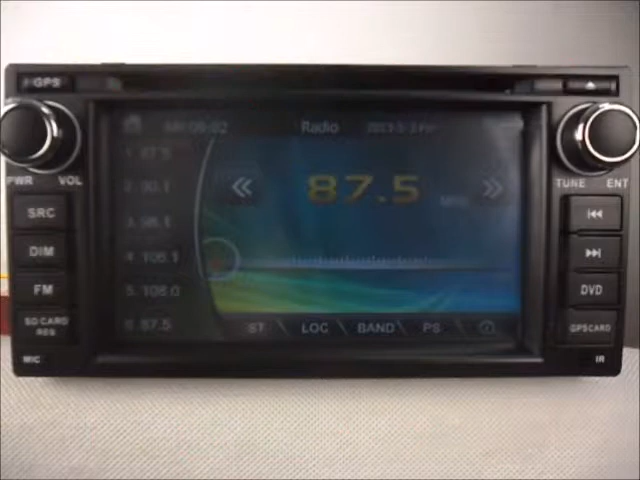 GPS
Radio
PWR VOL
TUNE ENT
SRC
DIM
FM
SD CARD
RES
MIC
1. 87.5
2. 90.1
3. 98.1
4. 106.1
5. 108.0
6. 87.5
87.5
ST LOC BAND PS
DVD
GPSCARD
IR